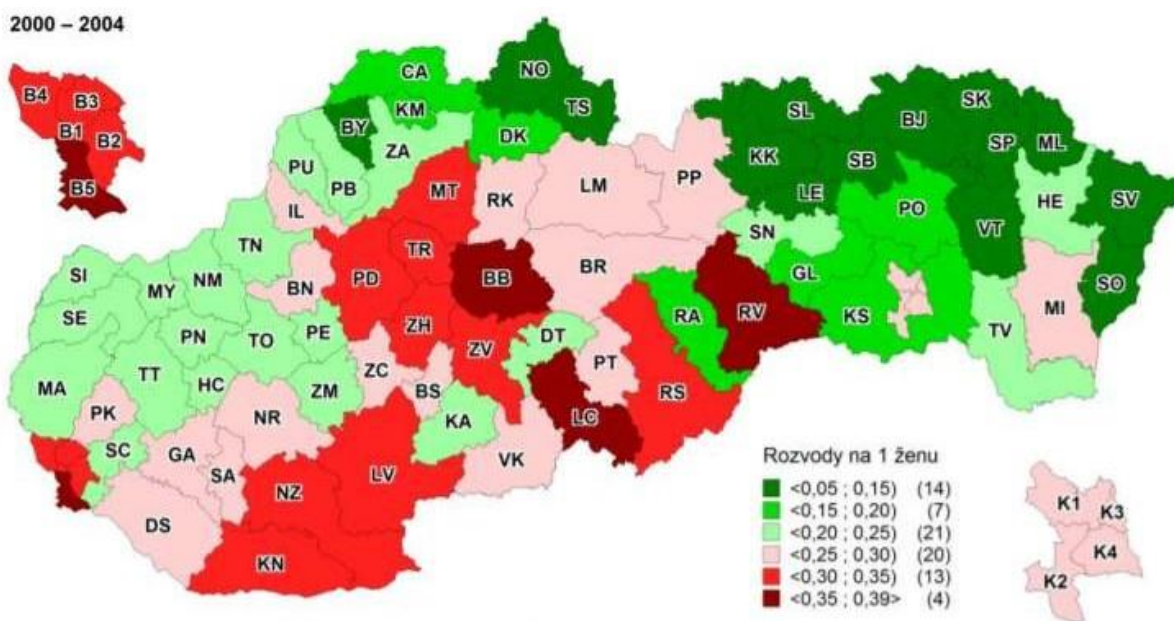 2000 – 2004
B4
B3
B1
B2
B5
CA
NO
KM
TS
BY
DK
ZA
PU
PB
SL
SK
BJ
SP
ML
KK
SB
LE
MT
RK
LM
PP
IL
PO
HE
SV
VT
TN
TR
SN
BB
BR
GL
SI
MY
NM
PD
BN
SO
MI
SE
PN
TO
PE
ZH
ZV
DT
RA
RV
KS
TV
MA
TT
HC
ZM
ZC
BS
PT
RS
PK
NR
KA
LC
SC
GA
SA
LV
VK
DS
NZ
KN
Rozvody na 1 ženu
<0,05 ; 0,15) (14)
<0,15 ; 0,20) (7)
<0,20 ; 0,25) (21)
<0,25 ; 0,30) (20)
<0,30 ; 0,35) (13)
<0,35 ; 0,39> (4)
K1
K3
K4
K2